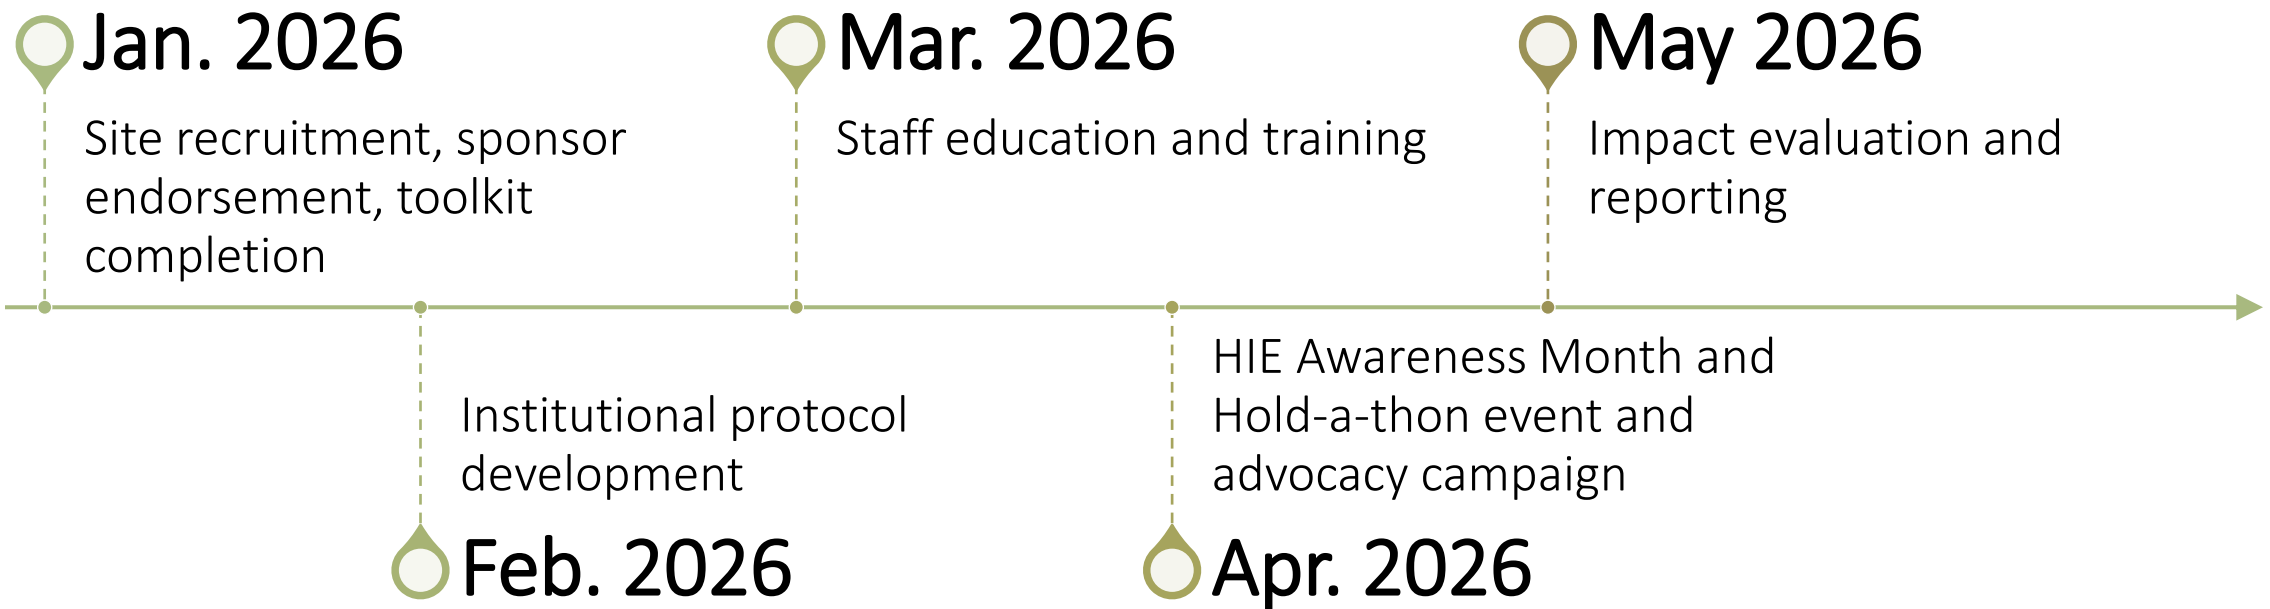 Jan. 2026
Site recruitment, sponsor
endorsement, toolkit
completion
Feb. 2026
Institutional protocol
development
Mar. 2026
Staff education and training
Apr. 2026
HIE Awareness Month and
Hold-a-thon event and
advocacy campaign
May 2026
Impact evaluation and
reporting